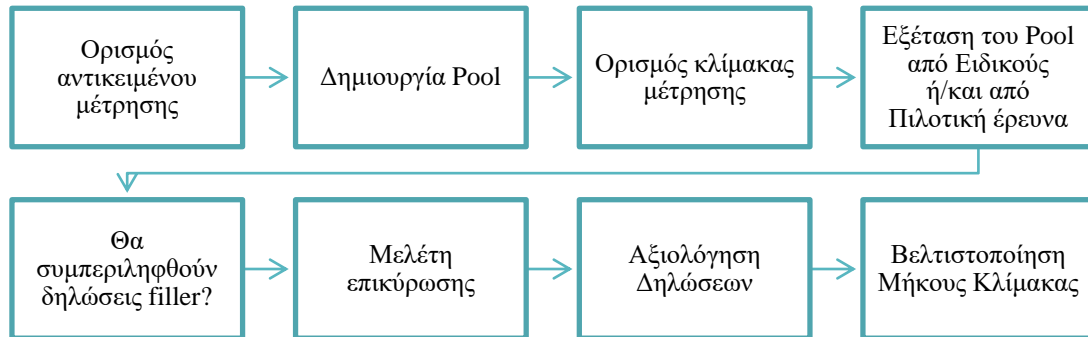 Ορισμός
αντικειμένου
μέτρησης
Δημιουργία Pool
Ορισμός κλίμακας
μέτρησης
Εξέταση του Pool
από Ειδικούς
ή/και από
Πιλοτική έρευνα
Θα
συμπεριληφθούν
δηλώσεις filler?
Μελέτη
επικύρωσης
Αξιολόγηση
Δηλώσεων
Βελτιστοποίηση
Μήκους Κλίμακας